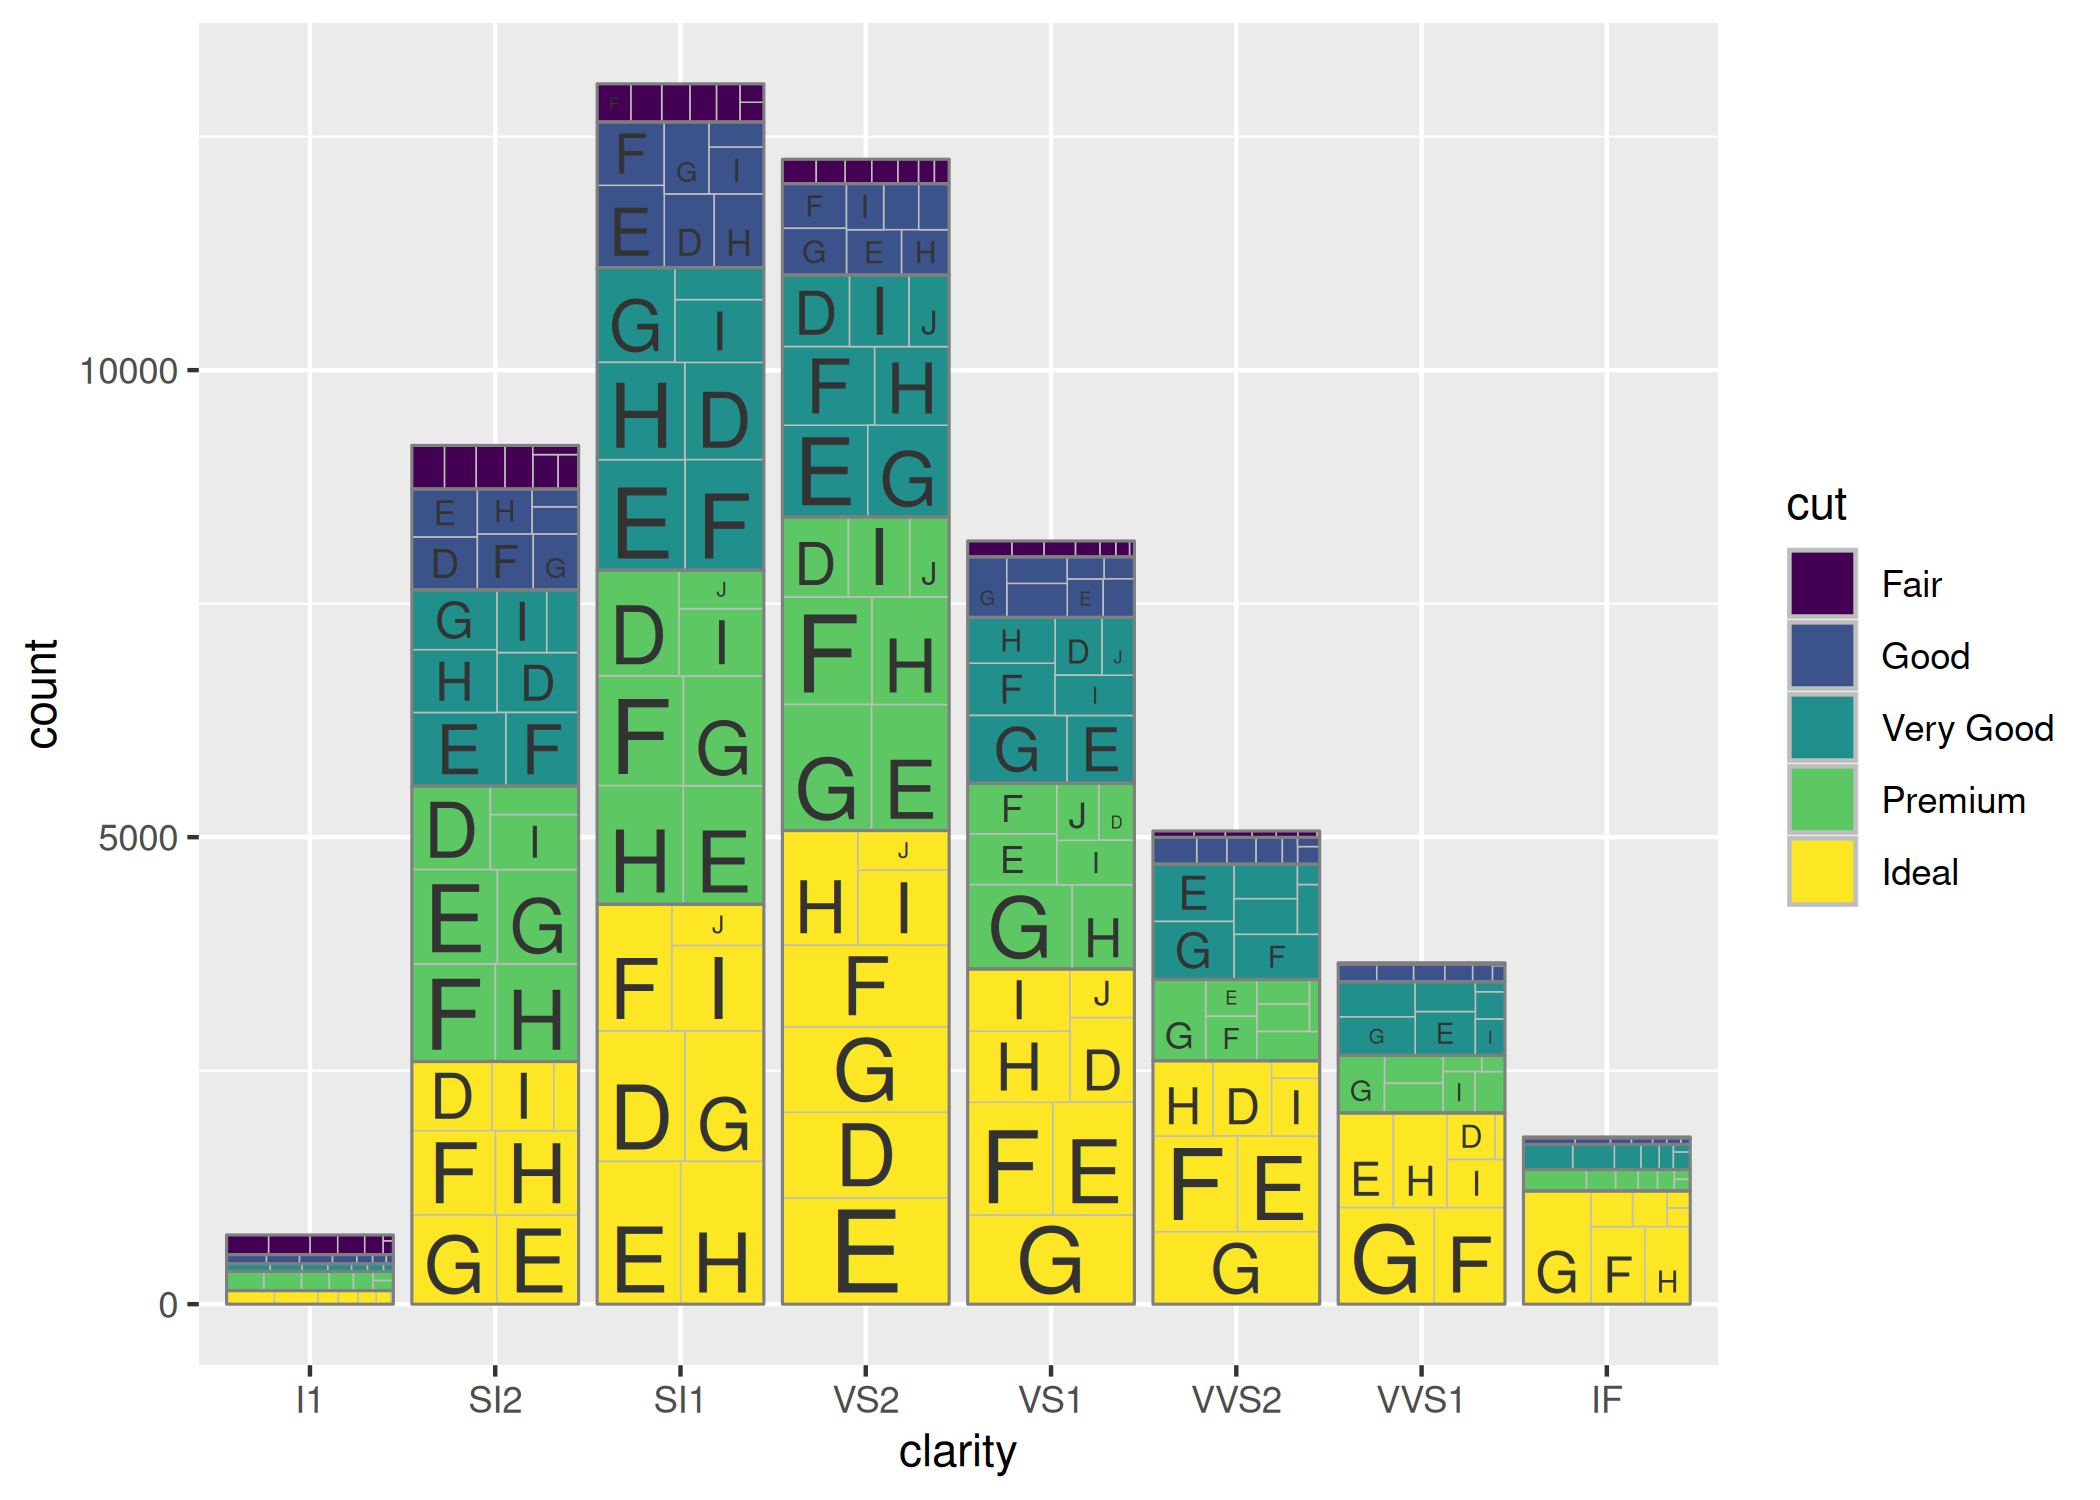 F
F G I
E D H
G I
H D
E F
J
D I
F G
H E
J
F I
D G
E H
F I
G E H
D I J
F H
E G
D I J
F H
G E
J
H I
F
G
D
E
E H
D F G
G I
H D
E F
D I
E G
F H
D I
F H
G E
G E
H D J
F I
G E
F J D
E I
G H
I J
H D
F E
G
E
G F
E
G F
H D I
F E
G
G E I
G I
D
E H I
G F
G F H
10000
5000
0
count
I1 SI2 SI1 VS2 VS1 VVS2 VVS1 IF
clarity
cut
Fair
Good
Very Good
Premium
Ideal